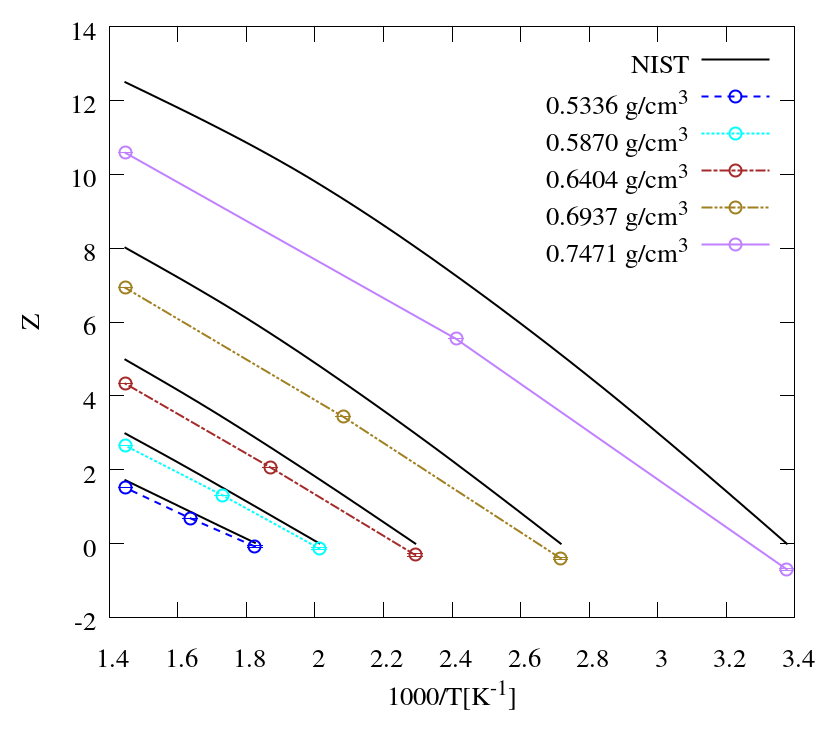 14
12
10
8
6
4
2
0
-2
Z
NIST
0.5336 g/cm³
0.5870 g/cm³
0.6404 g/cm³
0.6937 g/cm³
0.7471 g/cm³
1.4 1.6 1.8 2 2.2 2.4 2.6 2.8 3 3.2 3.4
1000/T[K⁻¹]